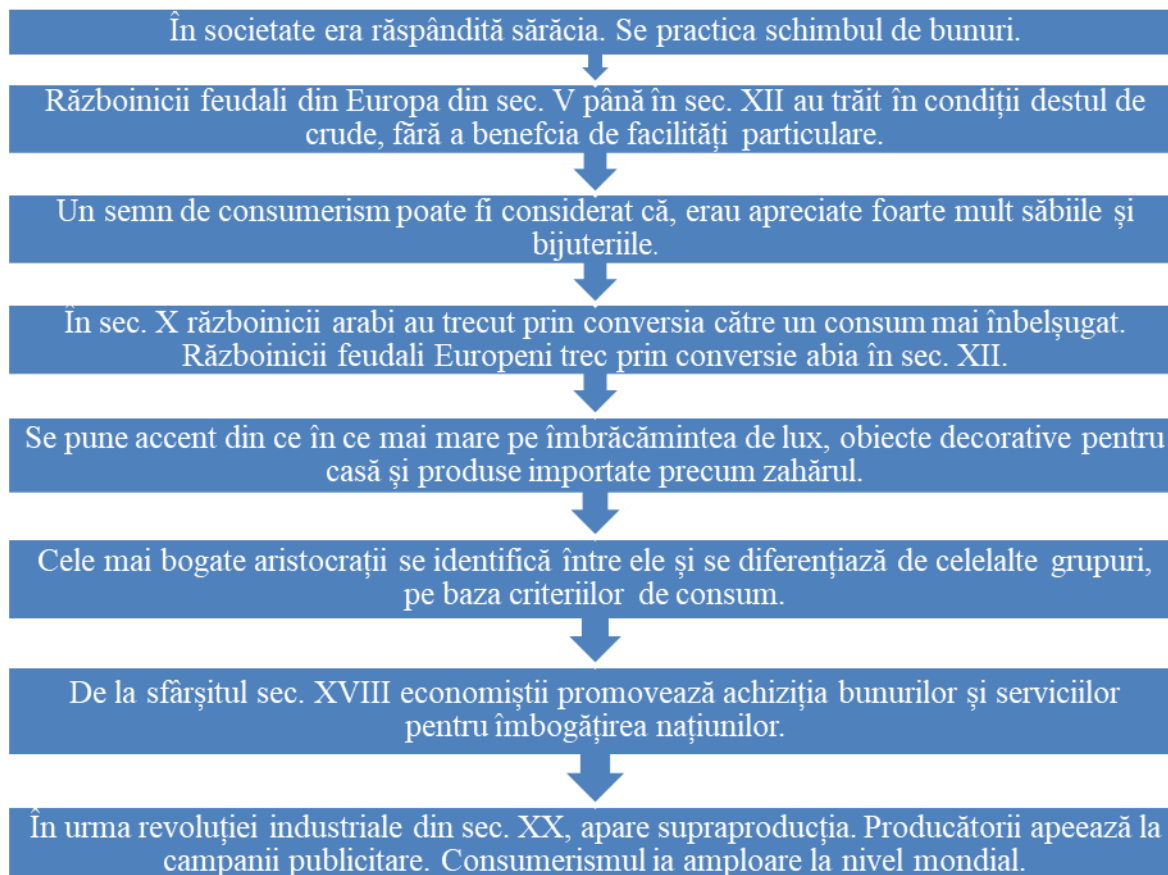 În societate era răspândită sărăcia. Se practica schimbul de bunuri.
Războinicii feudali din Europa din sec. V până în sec. XII au trăit în condiții destul de
crude, fără a benefcia de facilități particulare.
Un semn de consumerism poate fi considerat că, erau apreciate foarte mult săbiile și
bijuteriile.
În sec. X războinicii arabi au trecut prin conversia către un consum mai înbelșugat.
Războinicii feudali Europeni trec prin conversie abia în sec. XII.
Se pune accent din ce în ce mai mare pe îmbrăcămintea de lux, obiecte decorative pentru
casă și produse importate precum zahărul.
Cele mai bogate aristocrații se identifică între ele și se diferențiază de celelalte grupuri,
pe baza criteriilor de consum.
De la sfârșitul sec. XVIII economiștii promovează achiziția bunurilor și serviciilor
pentru îmbogățirea națiunilor.
În urma revoluției industriale din sec. XX, apare supraproducția. Producătorii apeează la
campanii publicitare. Consumerismul ia amploare la nivel mondial.